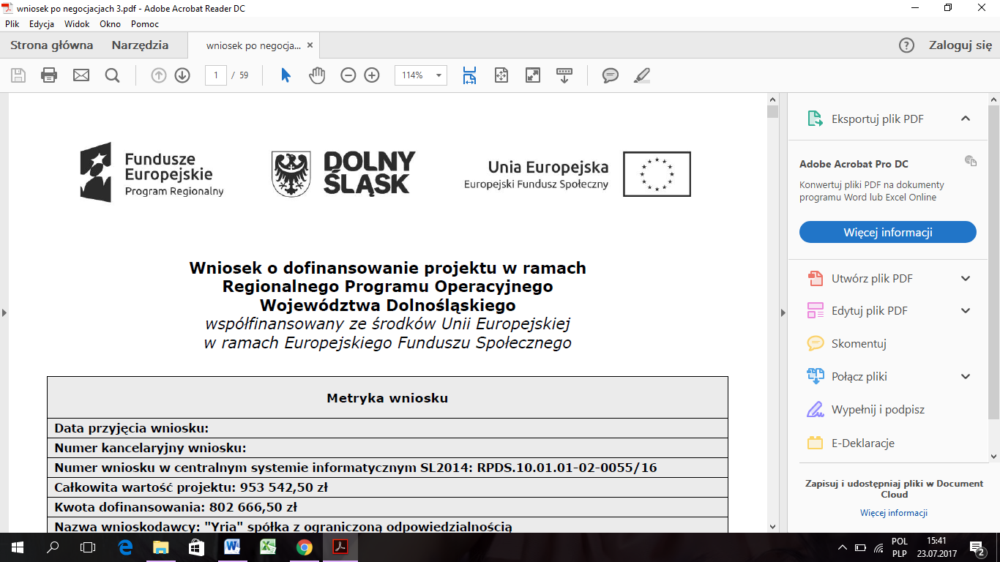 wniosek po negocjacjach 3.pdf - Adobe Acrobat Reader DC
Plik Edycja Widok Okno Pomoc
Strona główna Narzędzia wniosek po negocja... × ? Zaloguj się
1 / 59 114%
Fundusze
Europejskie
Program Regionalny
DOLNY
ŚLĄSK
Unia Europejska
Europejski Fundusz Społeczny
Wniosek o dofinansowanie projektu w ramach
Regionalnego Programu Operacyjnego
Województwa Dolnośląskiego
współfinansowany ze środków Unii Europejskiej
w ramach Europejskiego Funduszu Społecznego
Metryka wniosku
Data przyjęcia wniosku:
Numer kancelaryjny wniosku:
Numer wniosku w centralnym systemie informatycznym SL2014: RPDS.10.01.01-02-0055/16
Całkowita wartość projektu: 953 542,50 zł
Kwota dofinansowania: 802 666,50 zł
Nazwa wnioskodawcy: "Yria" spółka z ograniczoną odpowiedzialnością
Eksportuj plik PDF
Adobe Acrobat Pro DC
Konwertuj pliki PDF na dokumenty
programu Word lub Excel Online
Więcej informacji
Utwórz plik PDF
Edytuj plik PDF
Skomentuj
Połącz pliki
Wypełnij i podpisz
E-Deklaracje
Zapisuj i udostępniaj pliki w Document
Cloud
Więcej informacji
POL
PLP
15:41
23.07.2017
2